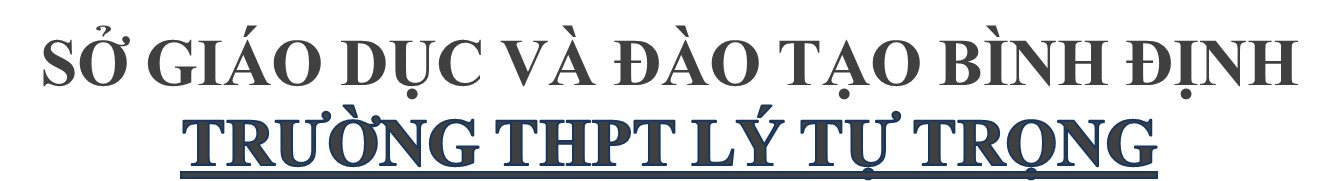 SỞ GIÁO DỤC VÀ ĐÀO TẠO BÌNH ĐỊNH
TRƯỜNG THPT LÝ TỰ TRỌNG